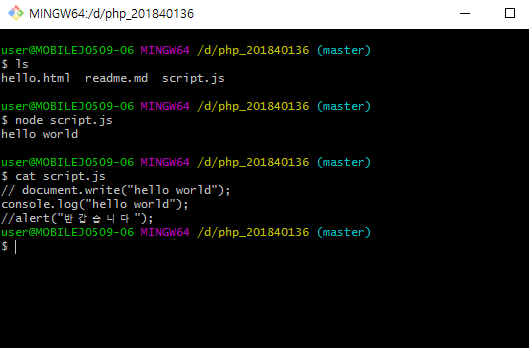 MINGW64:/d/php_201840136
user@MOBILEJ0509-06 MINGW64 /d/php_201840136 (master)
$ ls
hello.html  readme.md  script.js
user@MOBILEJ0509-06 MINGW64 /d/php_201840136 (master)
$ node script.js
hello world
user@MOBILEJ0509-06 MINGW64 /d/php_201840136 (master)
$ cat script.js
// document.write("hello world");
console.log("hello world");
//alert("반갑습니다");
user@MOBILEJ0509-06 MINGW64 /d/php_201840136 (master)
$